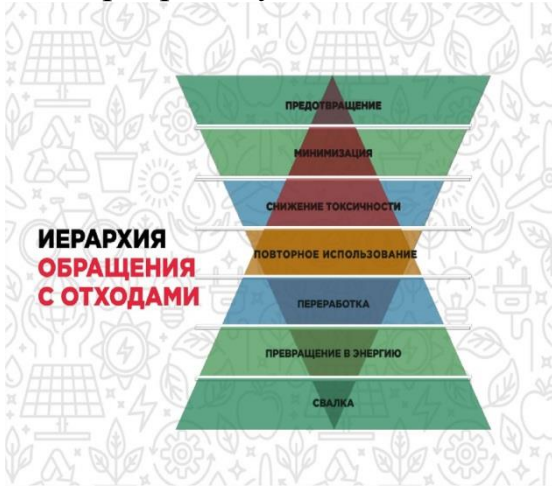 ПРЕДОТВРАЩЕНИЕ
МИНИМИЗАЦИЯ
СНИЖЕНИЕ ТОКСИЧНОСТИ
ИЕРАРХИЯ
ОБРАЩЕНИЯ
С ОТХОДАМИ
ПОВТОРНОЕ ИСПОЛЬЗОВАНИЕ
ПЕРЕРАБОТКА
ПРЕВРАЩЕНИЕ В ЭНЕРГИЮ
СВАЛКА